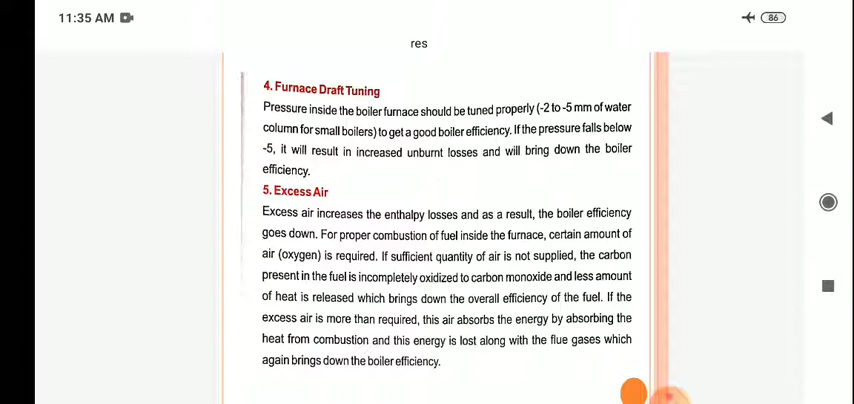 11:35 AM
86
res
4. Furnace Draft Tuning
Pressure inside the boiler furnace should be tuned properly (-2 to -5 mm of water
column for small boilers) to get a good boiler efficiency. If the pressure falls below
-5, it will result in increased unburnt losses and will bring down the boiler
efficiency.
5. Excess Air
Excess air increases the enthalpy losses and as a result, the boiler efficiency
goes down. For proper combustion of fuel inside the furnace, certain amount of
air (oxygen) is required. If sufficient quantity of air is not supplied, the carbon
present in the fuel is incompletely oxidized to carbon monoxide and less amount
of heat is released which brings down the overall efficiency of the fuel. If the
excess air is more than required, this air absorbs the energy by absorbing the
heat from combustion and this energy is lost along with the flue gases which
again brings down the boiler efficiency.